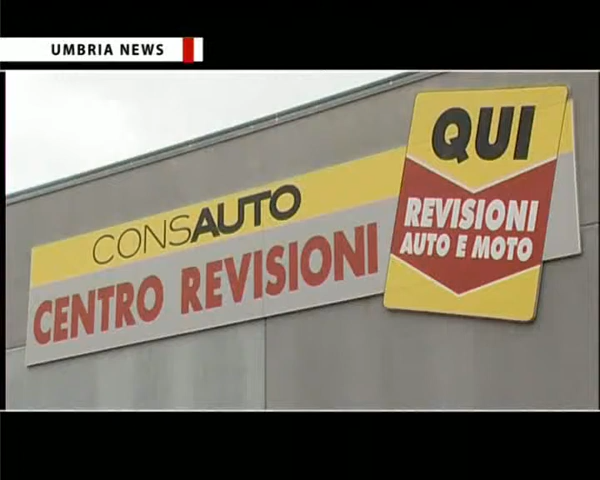 UMBRIA NEWS
CONSAUTO
CENTRO REVISIONI
QUI
REVISIONI
AUTO E MOTO